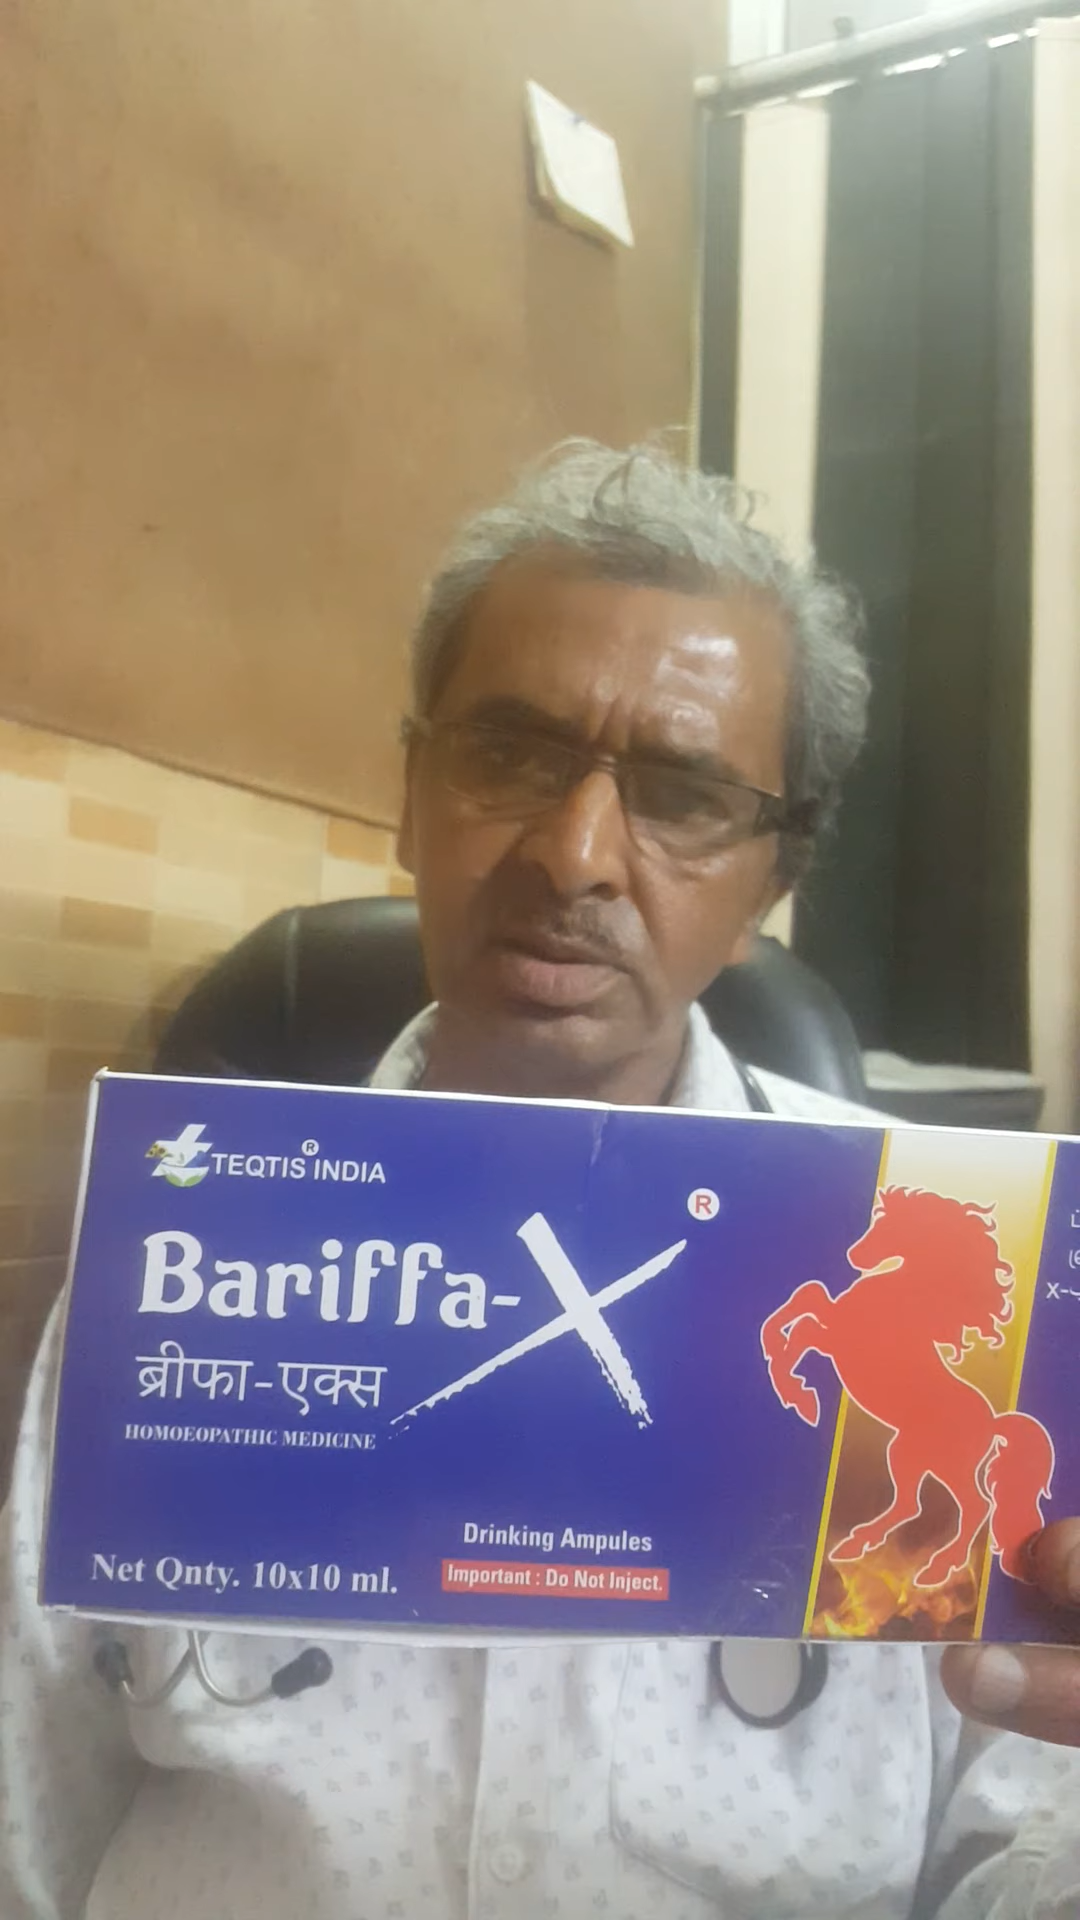 TEQTIS® INDIA
Bariffa-X®
ब्रीफा-एक्स
HOMOEOPATHIC MEDICINE
Drinking Ampules
Net Qnty. 10x10 ml.
Important : Do Not Inject.